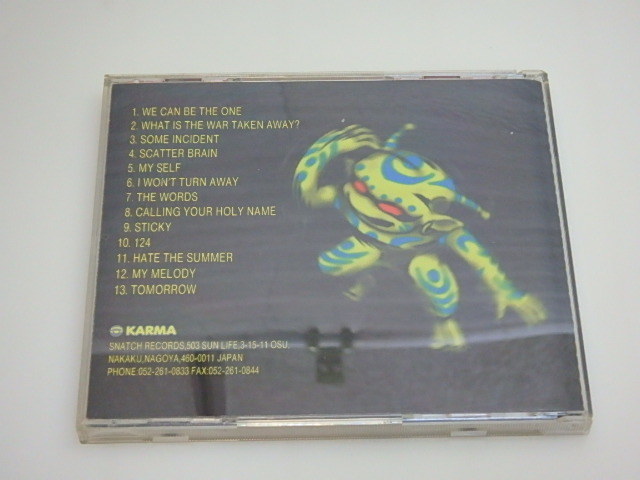 1. WE CAN BE THE ONE
2. WHAT IS THE WAR TAKEN AWAY?
3. SOME INCIDENT
4. SCATTER BRAIN
5. MY SELF
6. I WON'T TURN AWAY
7. THE WORDS
8. CALLING YOUR HOLY NAME
9. STICKY
10. 124
11. HATE THE SUMMER
12. MY MELODY
13. TOMORROW
KARMA
SNATCH RECORDS,503 SUN LIFE,3-15-11 OSU.
NAKAKU,NAGOYA,460-0011 JAPAN
PHONE:052-261-0833 FAX:052-261-0844